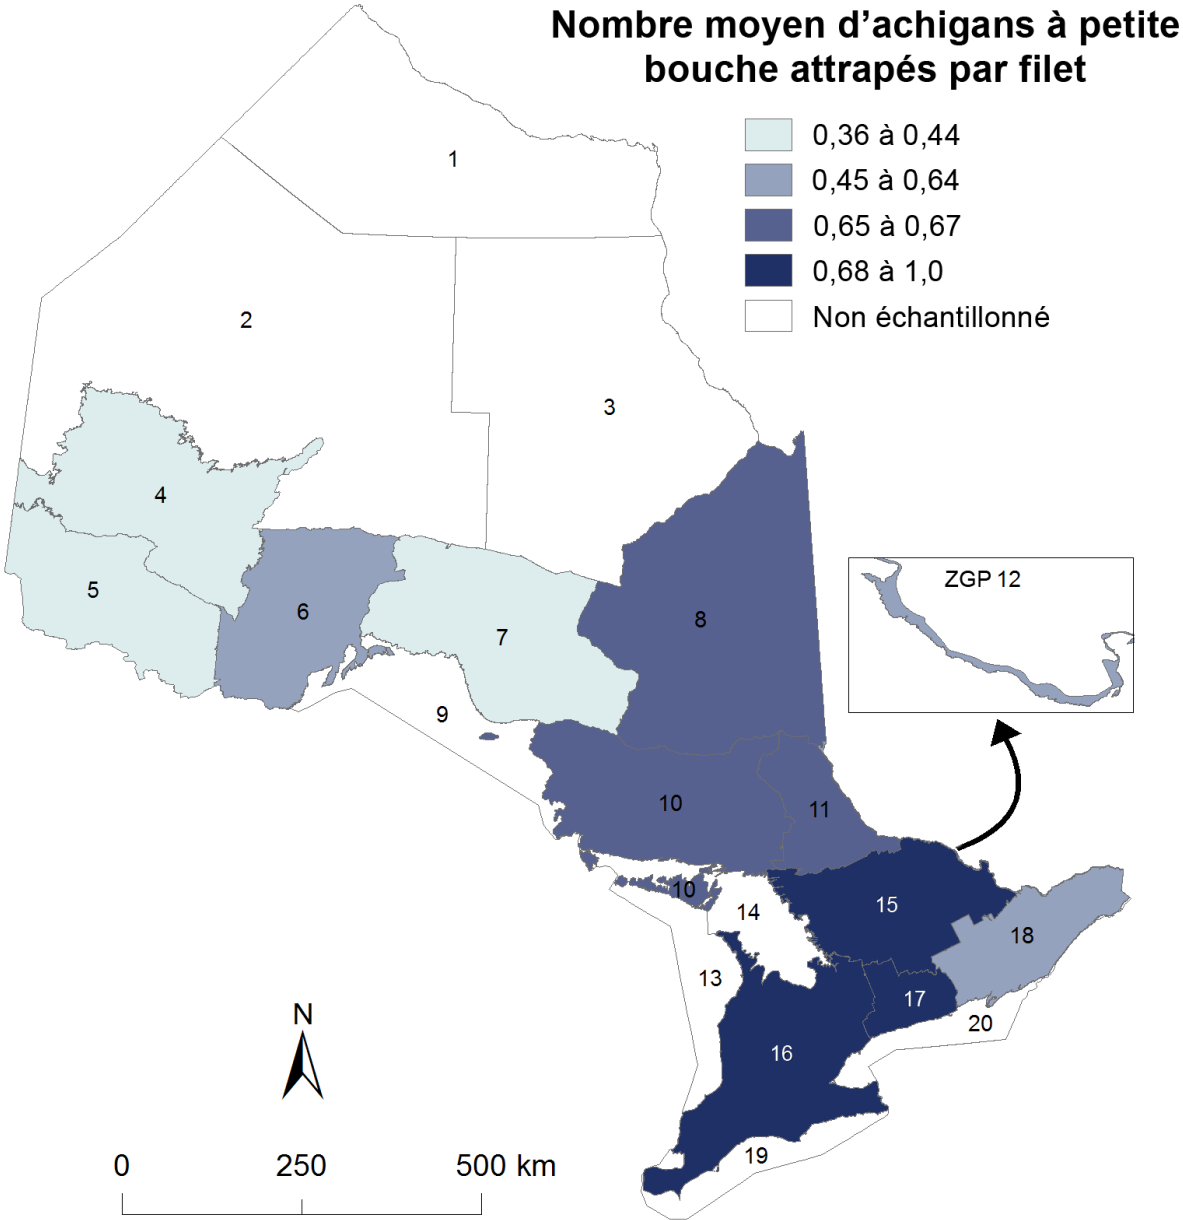 Nombre moyen d’achigans à petite
bouche attrapés par filet
0,36 à 0,44
0,45 à 0,64
0,65 à 0,67
0,68 à 1,0
Non échantillonné
1
2
3
4
5
6
7
8
ZGP 12
9
10
11
10
14
15
18
13
17
20
16
19
N
0 250 500 km